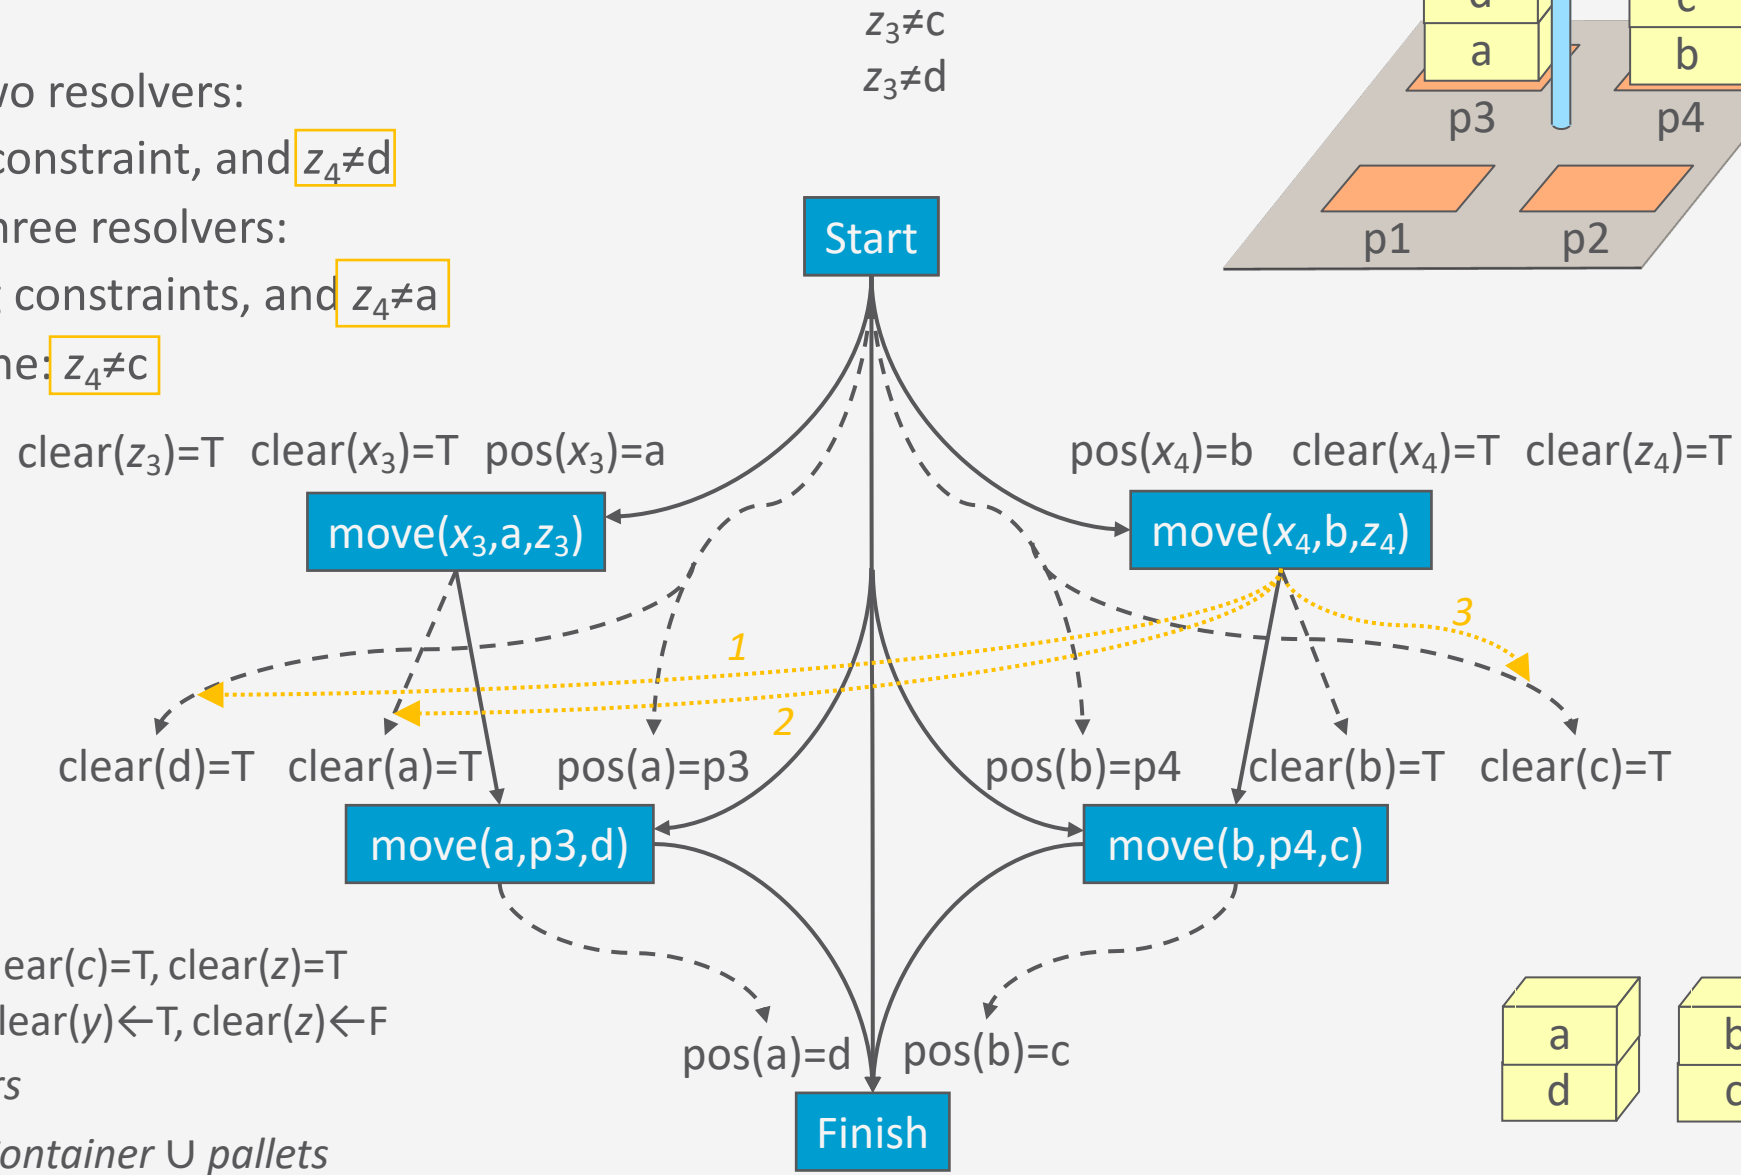 z₃≠c
z₃≠d
d
c
a
b
p3
p4
p1
p2
resolvers:
constraint, and z₄≠d
resolvers:
constraints, and z₄≠a
z₄≠c
clear(z₃)=T clear(x₃)=T pos(x₃)=a
pos(x₄)=b clear(x₄)=T clear(z₄)=T
Start
move(x₃,a,z₃)
move(x₄,b,z₄)
1
2
3
clear(d)=T clear(a)=T pos(a)=p3
pos(b)=p4 clear(b)=T clear(c)=T
move(a,p3,d)
move(b,p4,c)
ear(c)=T, clear(z)=T
lear(y)←T, clear(z)←F
rs
ontainer ∪ pallets
pos(a)=d
pos(b)=c
Finish
a
b
d
c